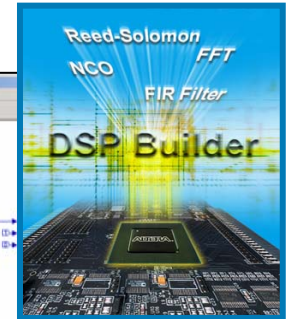 Reed-Solomon
FFT
NCO
FIR Filter
DSP Builder
ALTERA